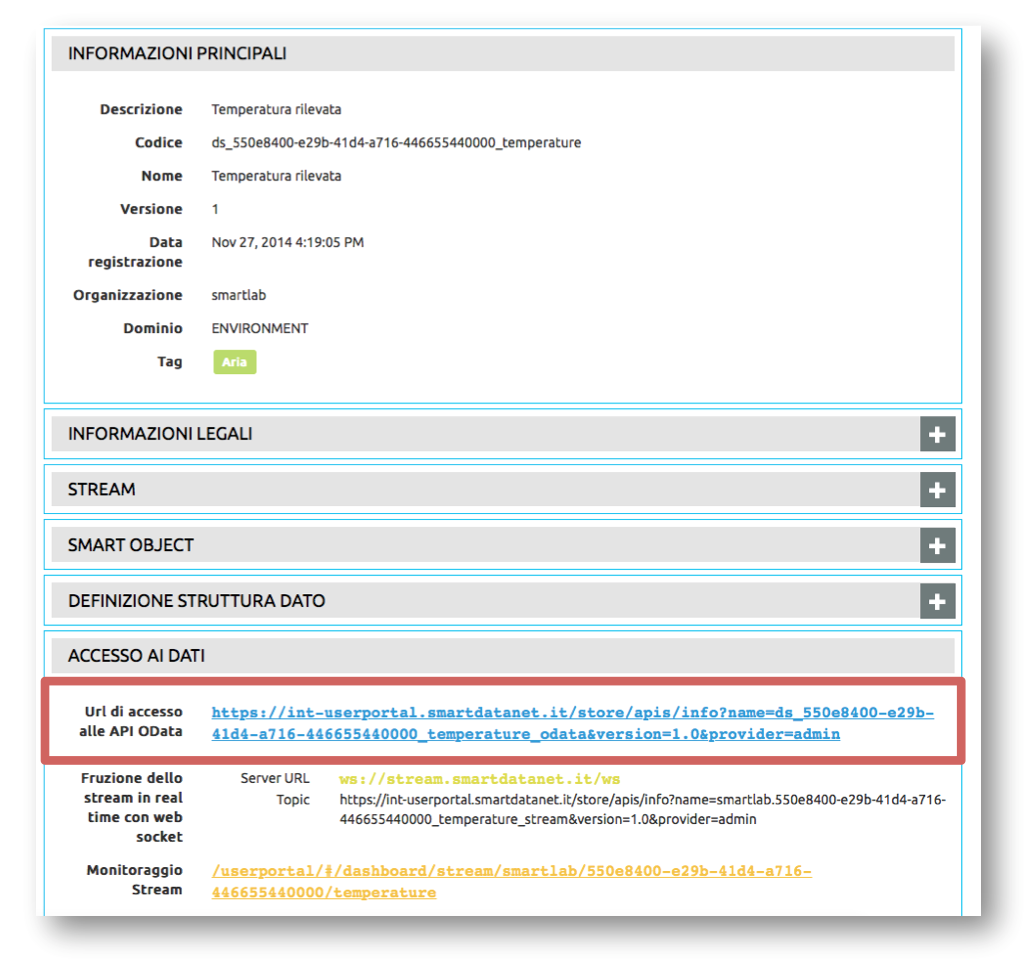 INFORMAZIONI PRINCIPALI
Descrizione Temperatura rilevata
Codice ds_550e8400-e29b-41d4-a716-446655440000_temperature
Nome Temperatura rilevata
Versione 1
Data registrazione Nov 27, 2014 4:19:05 PM
Organizzazione smartlab
Dominio ENVIRONMENT
Tag Aria
INFORMAZIONI LEGALI
STREAM
SMART OBJECT
DEFINIZIONE STRUTTURA DATO
ACCESSO AI DATI
Url di accesso alle API OData
https://int-userportal.smartdatanet.it/store/apis/info?name=ds_550e8400-e29b-
41d4-a716-446655440000_temperature_odata&version=1.0&provider=admin
Fruzione dello stream in real time con web socket
Server URL ws://stream.smartdatanet.it/ws
Topic https://int-userportal.smartdatanet.it/store/apis/info?name=smartlab.550e8400-e29b-41d4-a716-
446655440000_temperature_stream&version=1.0&provider=admin
Monitoraggio Stream
/userportal/#/dashboard/stream/smartlab/550e8400-e29b-41d4-a716-
446655440000/temperature